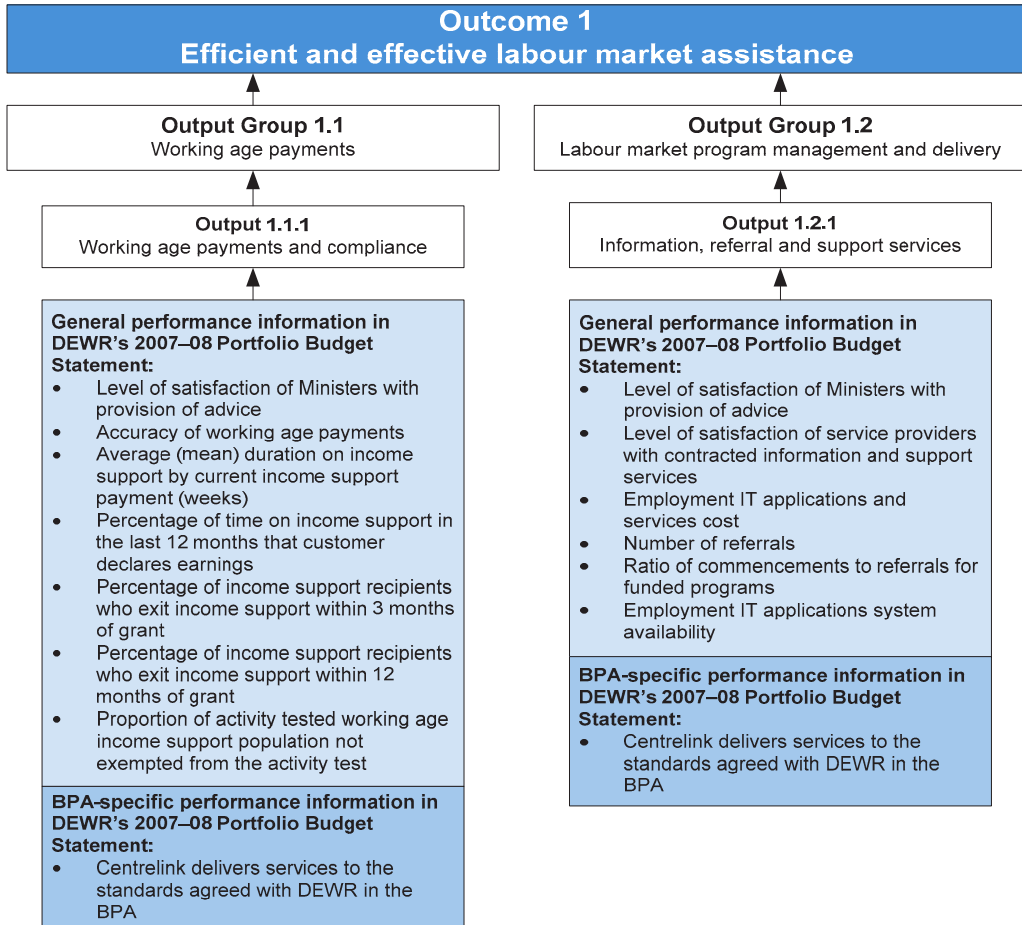 Outcome 1
Efficient and effective labour market assistance
Output Group 1.1
Working age payments
Output 1.1.1
Working age payments and compliance
General performance information in
DEWR's 2007–08 Portfolio Budget
Statement:
• Level of satisfaction of Ministers with
provision of advice
• Accuracy of working age payments
• Average (mean) duration on income
support by current income support
payment (weeks)
• Percentage of time on income support in
the last 12 months that customer
declares earnings
• Percentage of income support recipients
who exit income support within 3 months
of grant
• Percentage of income support recipients
who exit income support within 12
months of grant
• Proportion of activity tested working age
income support population not
exempted from the activity test
BPA-specific performance information in
DEWR's 2007–08 Portfolio Budget
Statement:
• Centrelink delivers services to the
standards agreed with DEWR in the
BPA
Output Group 1.2
Labour market program management and delivery
Output 1.2.1
Information, referral and support services
General performance information in
DEWR's 2007–08 Portfolio Budget
Statement:
• Level of satisfaction of Ministers with
provision of advice
• Level of satisfaction of service providers
with contracted information and support
services
• Employment IT applications and
services cost
• Number of referrals
• Ratio of commencements to referrals for
funded programs
• Employment IT applications system
availability
BPA-specific performance information in
DEWR's 2007–08 Portfolio Budget
Statement:
• Centrelink delivers services to the
standards agreed with DEWR in the
BPA